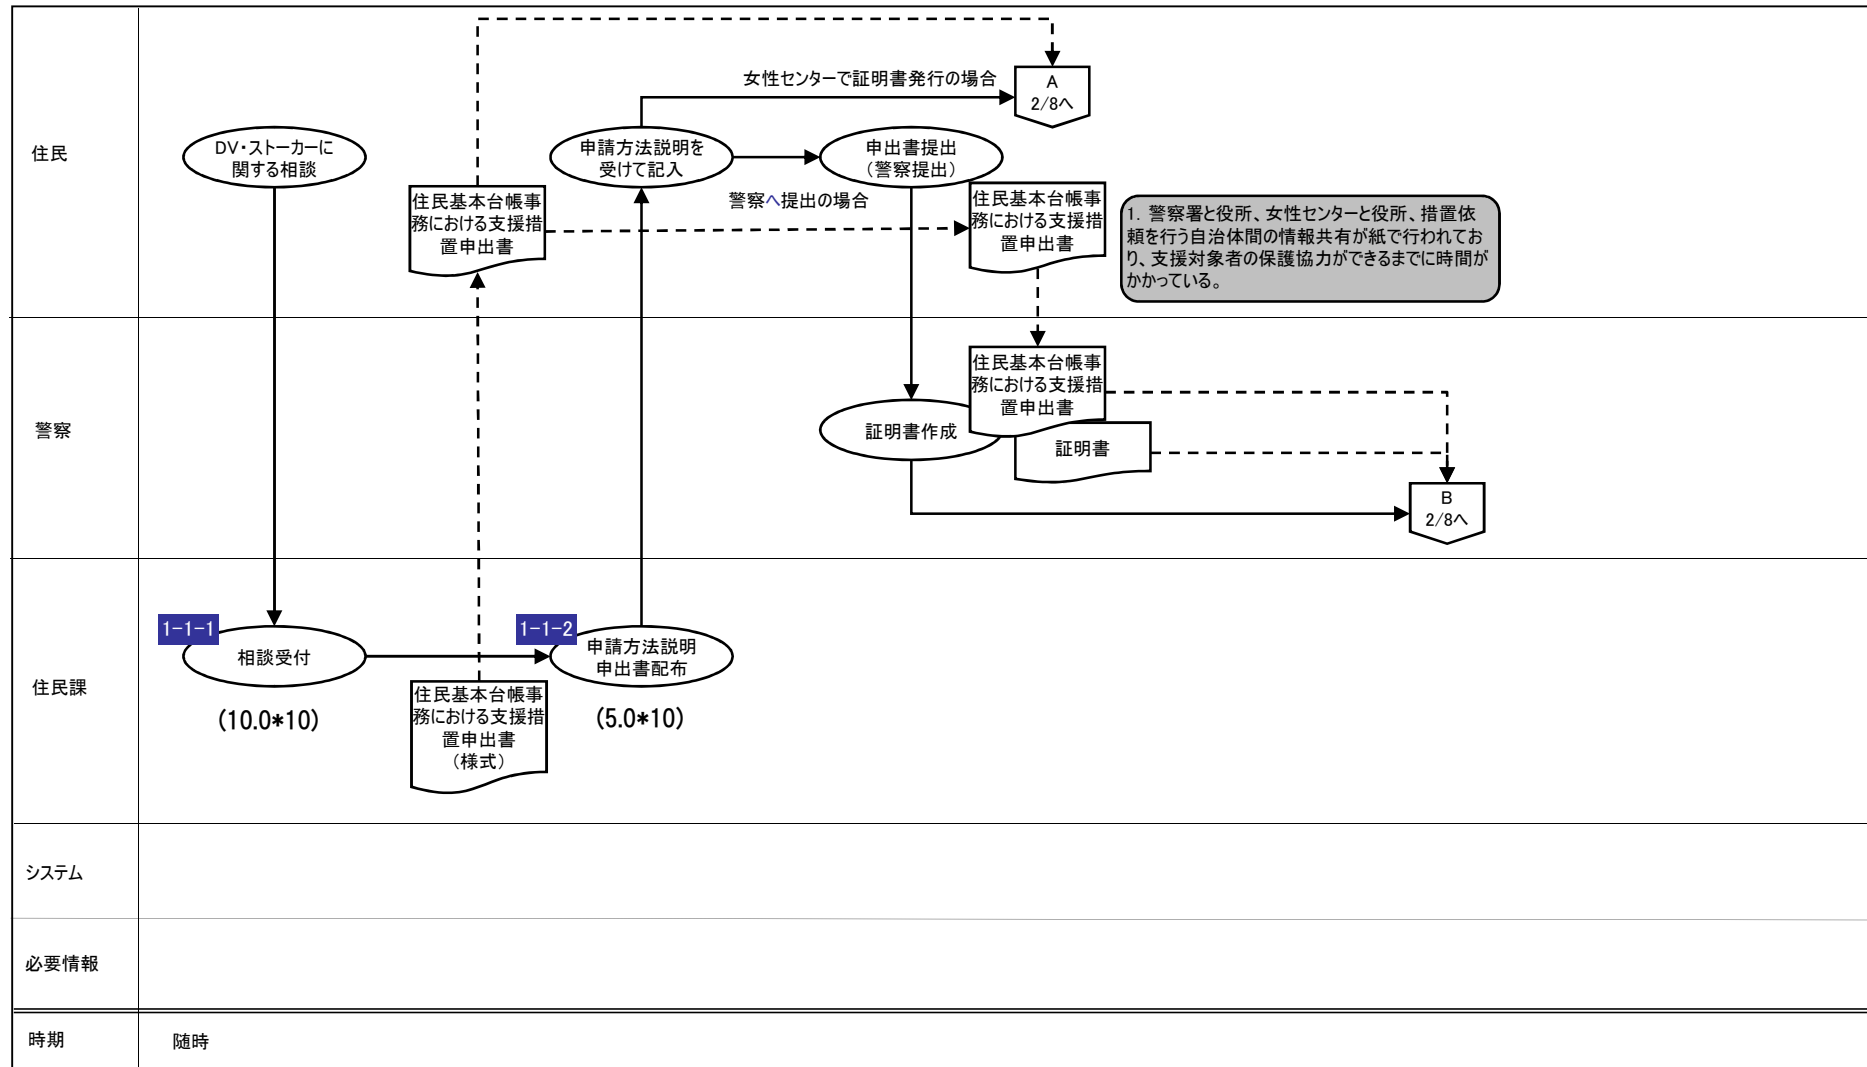 住民
DV・ストーカーに
関する相談
女性センターで証明書発行の場合
A
2/8へ
申請方法説明を
受けて記入
申出書提出
（警察提出）
警察へ提出の場合
住民基本台帳事
務における支援措
置申出書
住民基本台帳事
務における支援措
置申出書
1. 警察署と役所、女性センターと役所、措置依
頼を行う自治体間の情報共有が紙で行われてお
り、支援対象者の保護協力ができるまでに時間が
かかっている。
警察
証明書作成
住民基本台帳事
務における支援措
置申出書
証明書
B
2/8へ
住民課
1-1-1
相談受付
(10.0*10)
1-1-2
申請方法説明
申出書配布
(5.0*10)
住民基本台帳事
務における支援措
置申出書
（様式）
システム
必要情報
時期
随時